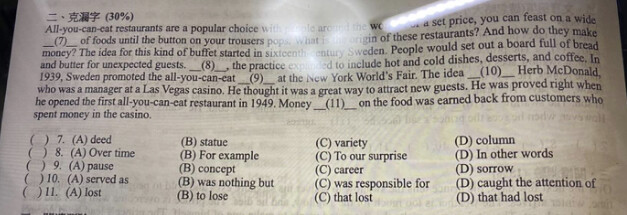 二、克漏字 (30%)
All-you-can-eat restaurants are a popular choice with people around the wo a set price, you can feast on a wide
__(7)__ of foods until the button on your trousers pops. What is the origin of these restaurants? And how do they make
money? The idea for this kind of buffet started in sixteenth-century Sweden. People would set out a board full of bread
and butter for unexpected guests. __(8)__, the practice expanded to include hot and cold dishes, desserts, and coffee. In
1939, Sweden promoted the all-you-can-eat __(9)__ at the New York World's Fair. The idea __(10)__ Herb McDonald,
who was a manager at a Las Vegas casino. He thought it was a great way to attract new guests. He was proved right when
he opened the first all-you-can-eat restaurant in 1949. Money __(11)__ on the food was earned back from customers who
spent money in the casino.
( ) 7. (A) deed (B) statue (C) variety (D) column
( ) 8. (A) Over time (B) For example (C) To our surprise (D) In other words
( ) 9. (A) pause (B) concept (C) career (D) sorrow
( ) 10. (A) served as (B) was nothing but (C) was responsible for (D) caught the attention of
( ) 11. (A) lost (B) to lose (C) that lost (D) that had lost